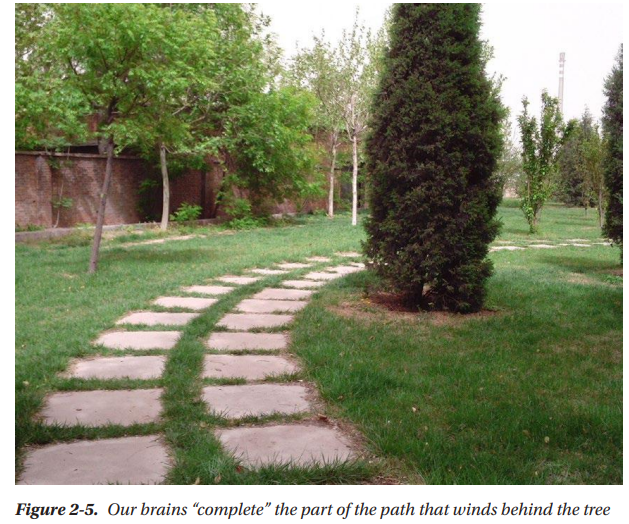 Figure 2-5. Our brains “complete” the part of the path that winds behind the tree